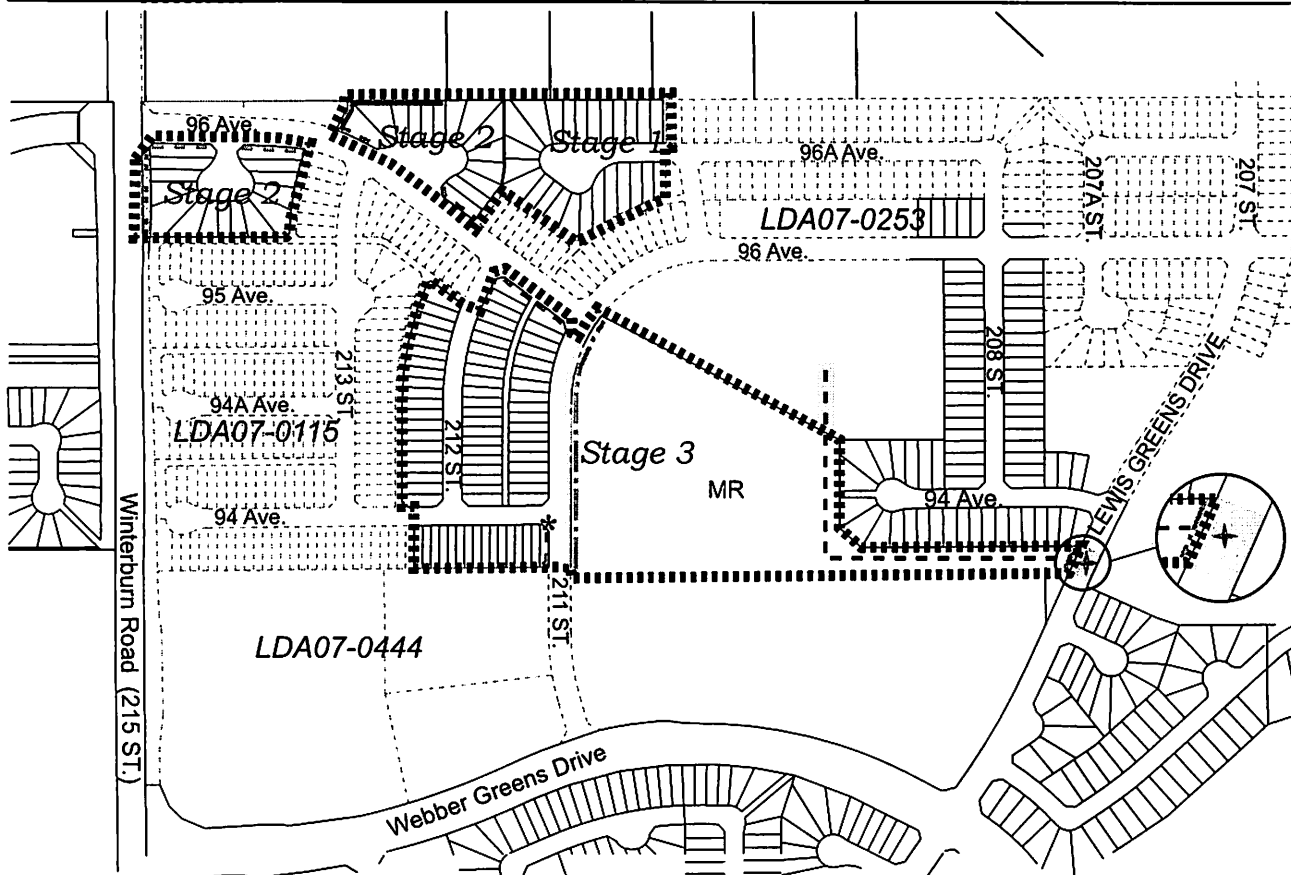 96 Ave.
Stage 2
Stage 1
96A Ave.
Stage 2
207A ST.
207 ST.
LDA07-0253
96 Ave.
95 Ave.
213 ST.
208 ST.
LEWIS GREENS DRIVE
94A Ave.
LDA07-0115
212 ST.
Stage 3
MR
94 Ave.
94 Ave.
Winterburn Road (215 ST.)
211 ST.
LDA07-0444
Webber Greens Drive